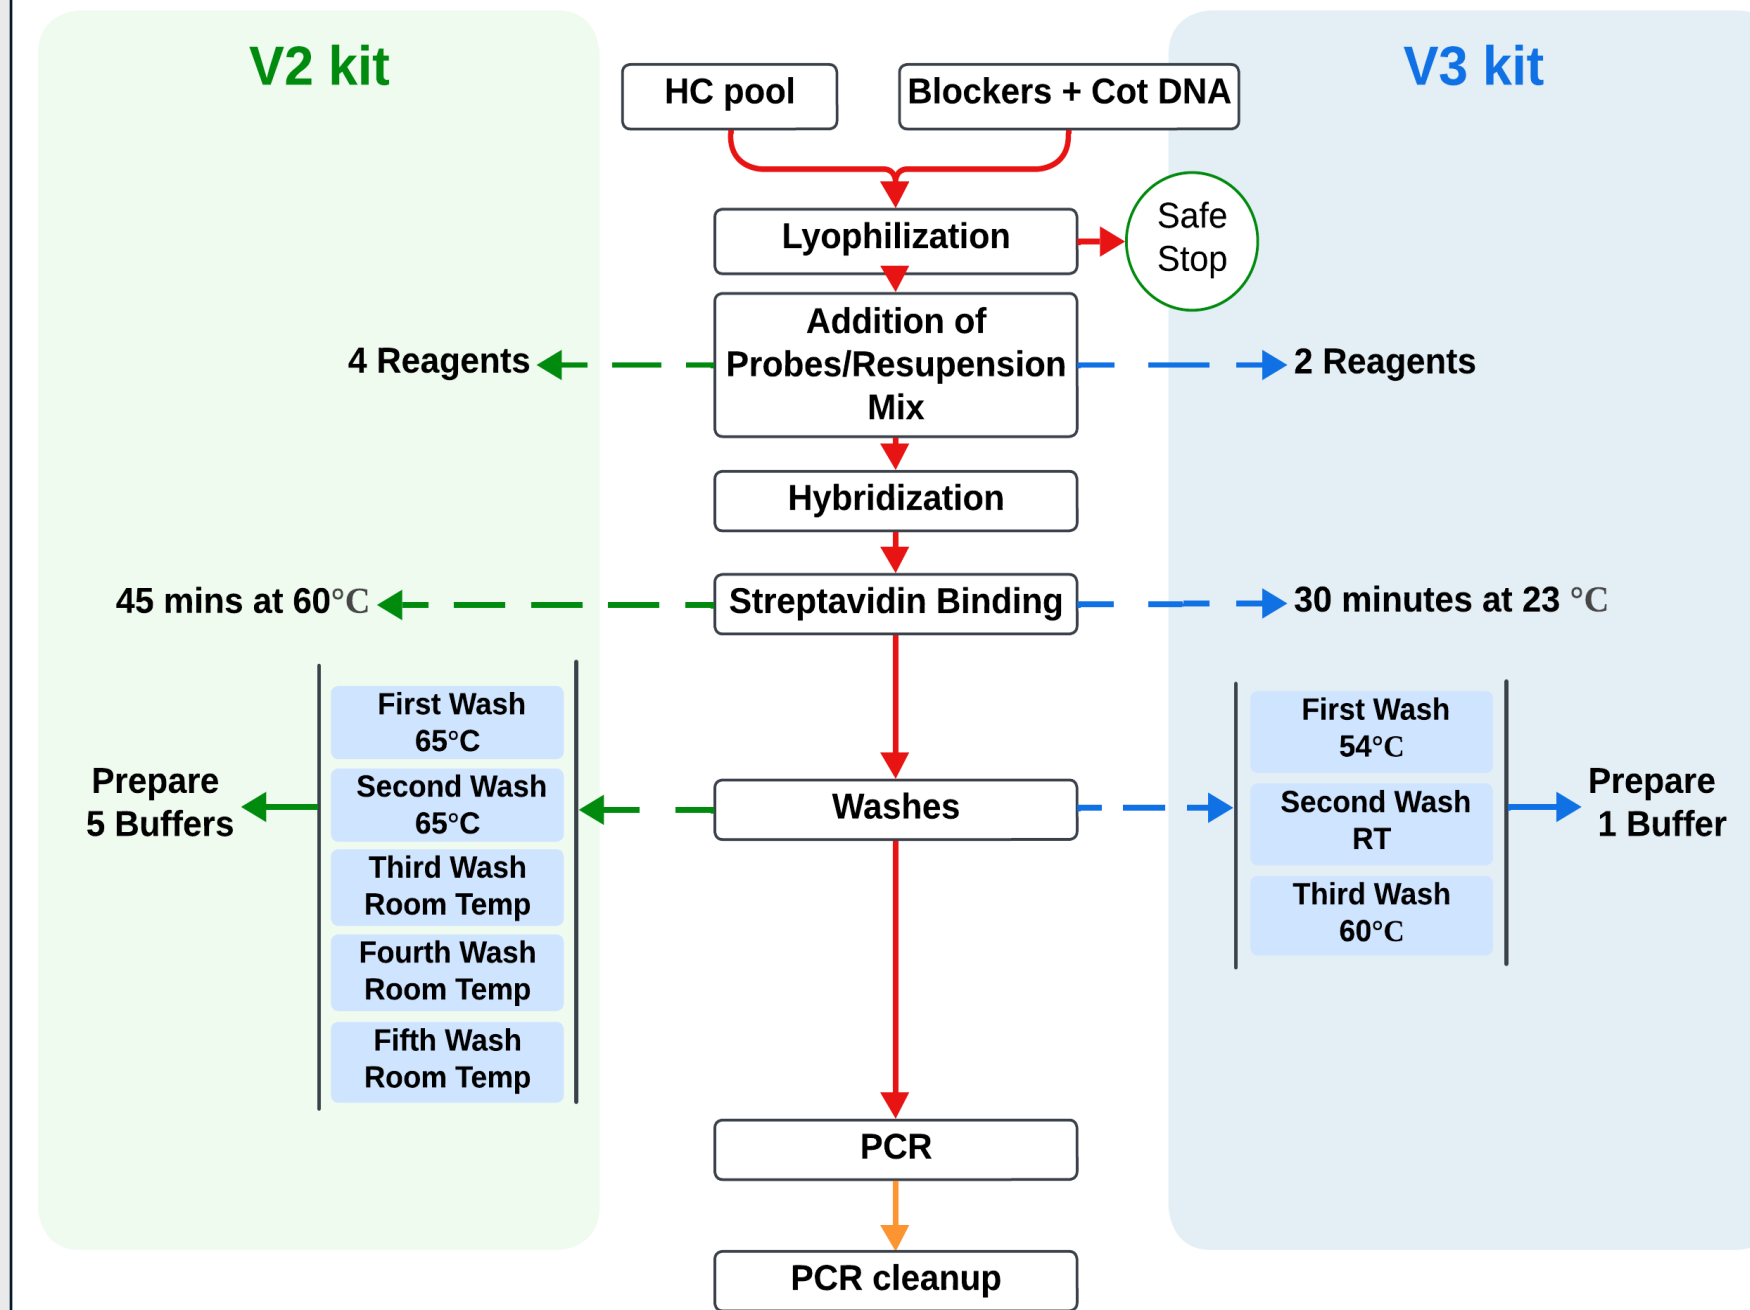 V2 kit
V3 kit
HC pool
Blockers + Cot DNA
Lyophilization
Safe
Stop
Addition of
Probes/Resupension
Mix
4 Reagents
2 Reagents
Hybridization
Streptavidin Binding
45 mins at 60°C
30 minutes at 23 °C
First Wash
65°C
Second Wash
65°C
Third Wash
Room Temp
Fourth Wash
Room Temp
Fifth Wash
Room Temp
Prepare
5 Buffers
Washes
First Wash
54°C
Second Wash
RT
Third Wash
60°C
Prepare
1 Buffer
PCR
PCR cleanup